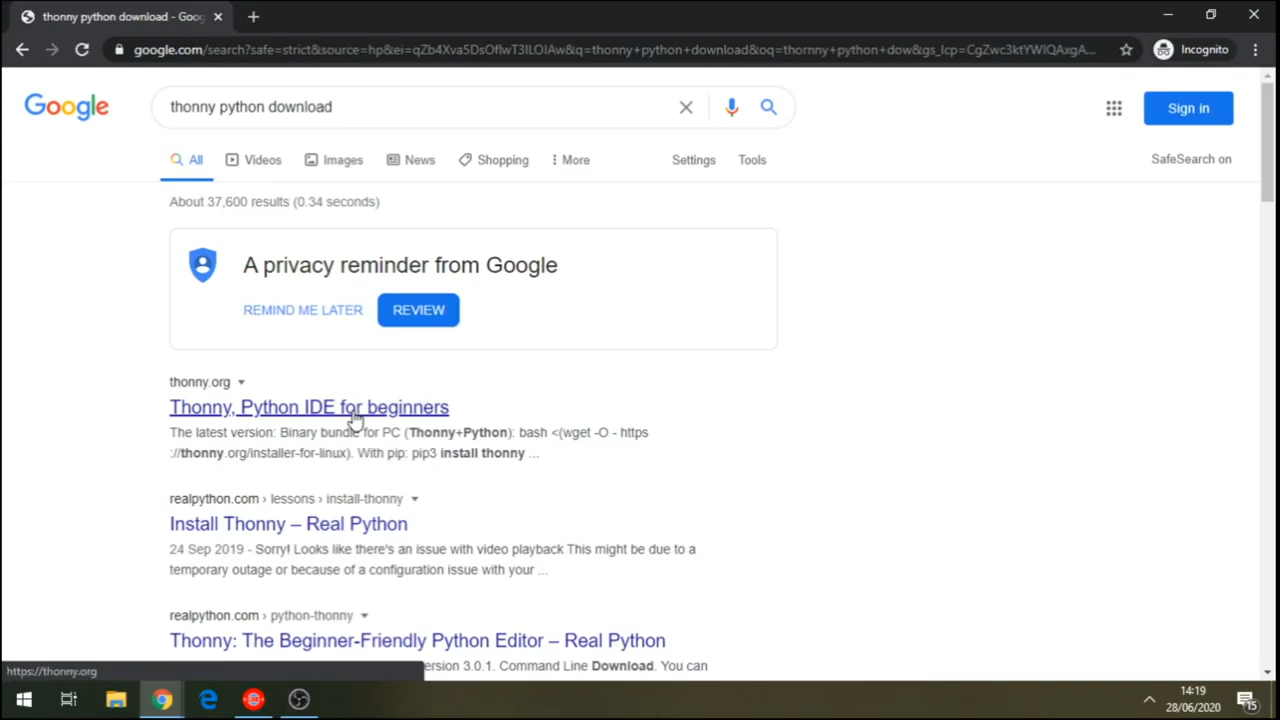 thonny python download - Goog
google.com/search?safe=strict&source=hp&ei=qZb4Xva5DsOflwT3ILOIAw&q=thonny+python+download&oq=thornny+python+dow&gs_lcp=CgZwc3ktYWIQAxgA...
Incognito
Google
thonny python download
Sign in
All Videos Images News Shopping More Settings Tools
SafeSearch on
About 37,600 results (0.34 seconds)
A privacy reminder from Google
REMIND ME LATER REVIEW
thonny.org
Thonny, Python IDE for beginners
The latest version: Binary bundle for PC (Thonny+Python): bash <(wget -O - https
://thonny.org/installer-for-linux). With pip: pip3 install thonny ...
realpython.com › lessons › install-thonny
Install Thonny – Real Python
24 Sep 2019 - Sorry! Looks like there's an issue with video playback This might be due to a
temporary outage or because of a configuration issue with your ...
realpython.com › python-thonny
Thonny: The Beginner-Friendly Python Editor – Real Python
ersion 3.0.1. Command Line Download. You can
https://thonny.org
14:19
28/06/2020
15